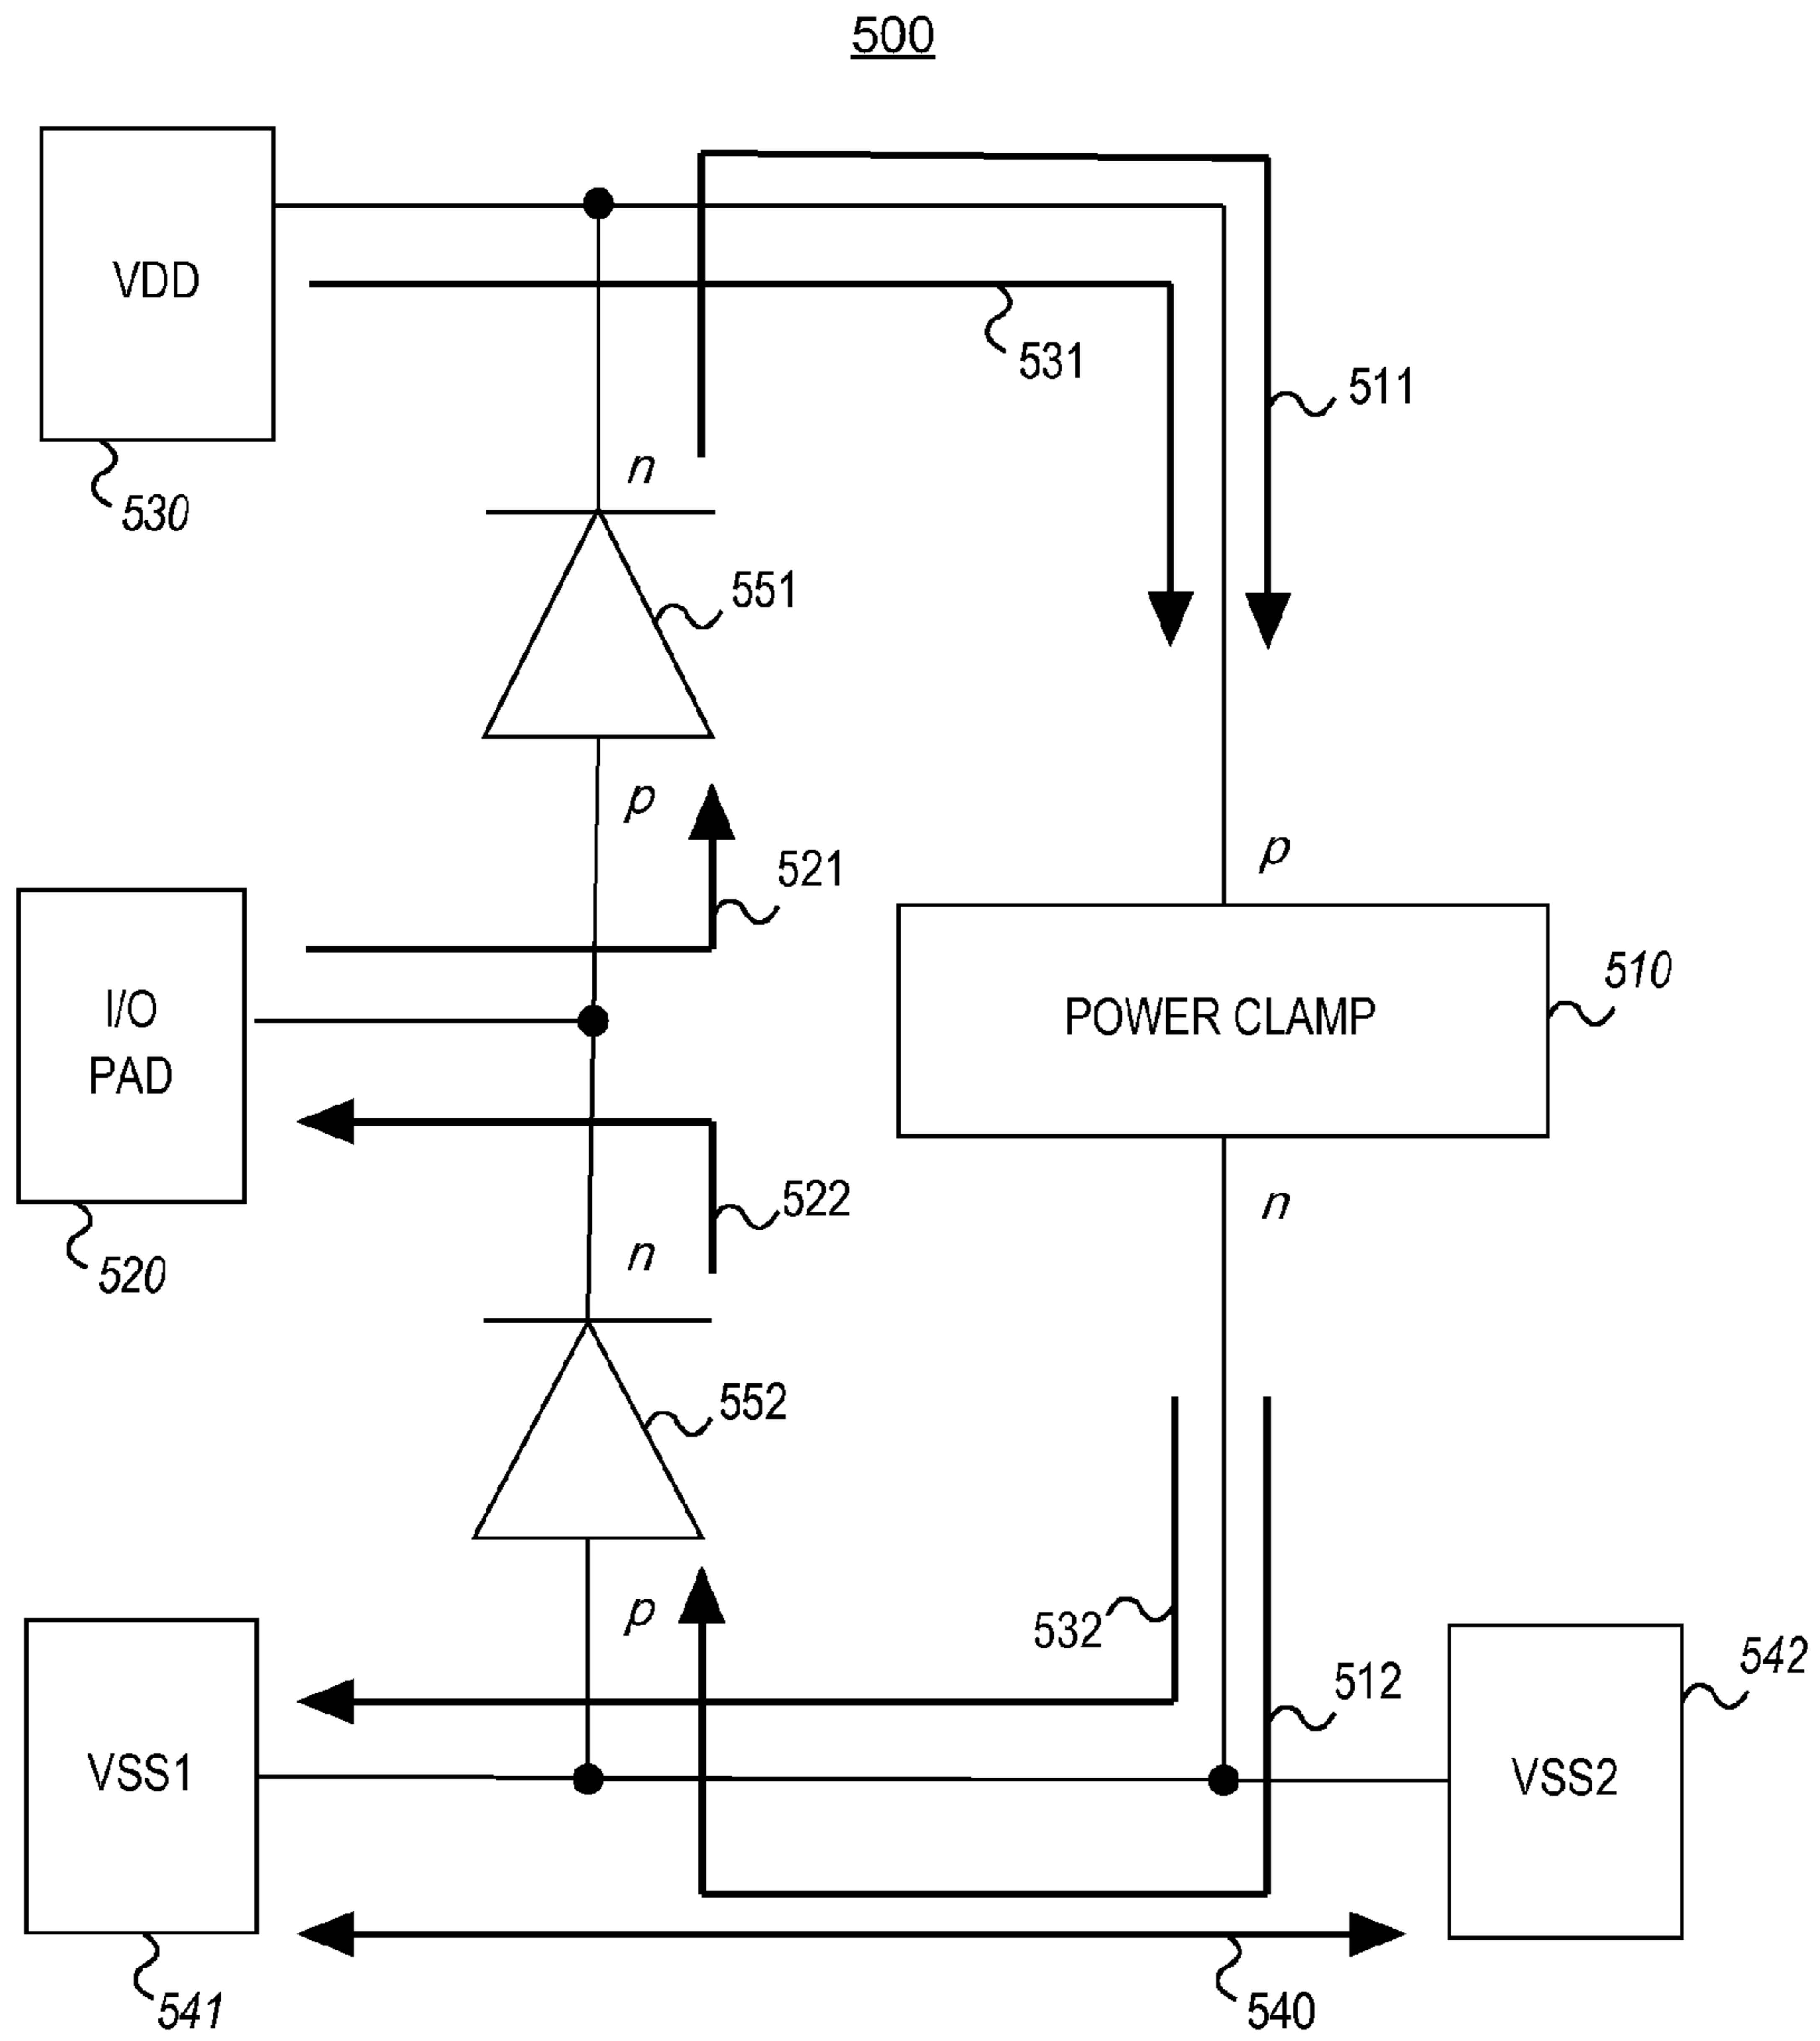 500
VDD
530
531
511
n
551
p
521
p
I/O
PAD
520
POWER CLAMP
510
522
n
n
552
p
532
512
542
VSS1
541
VSS2
540